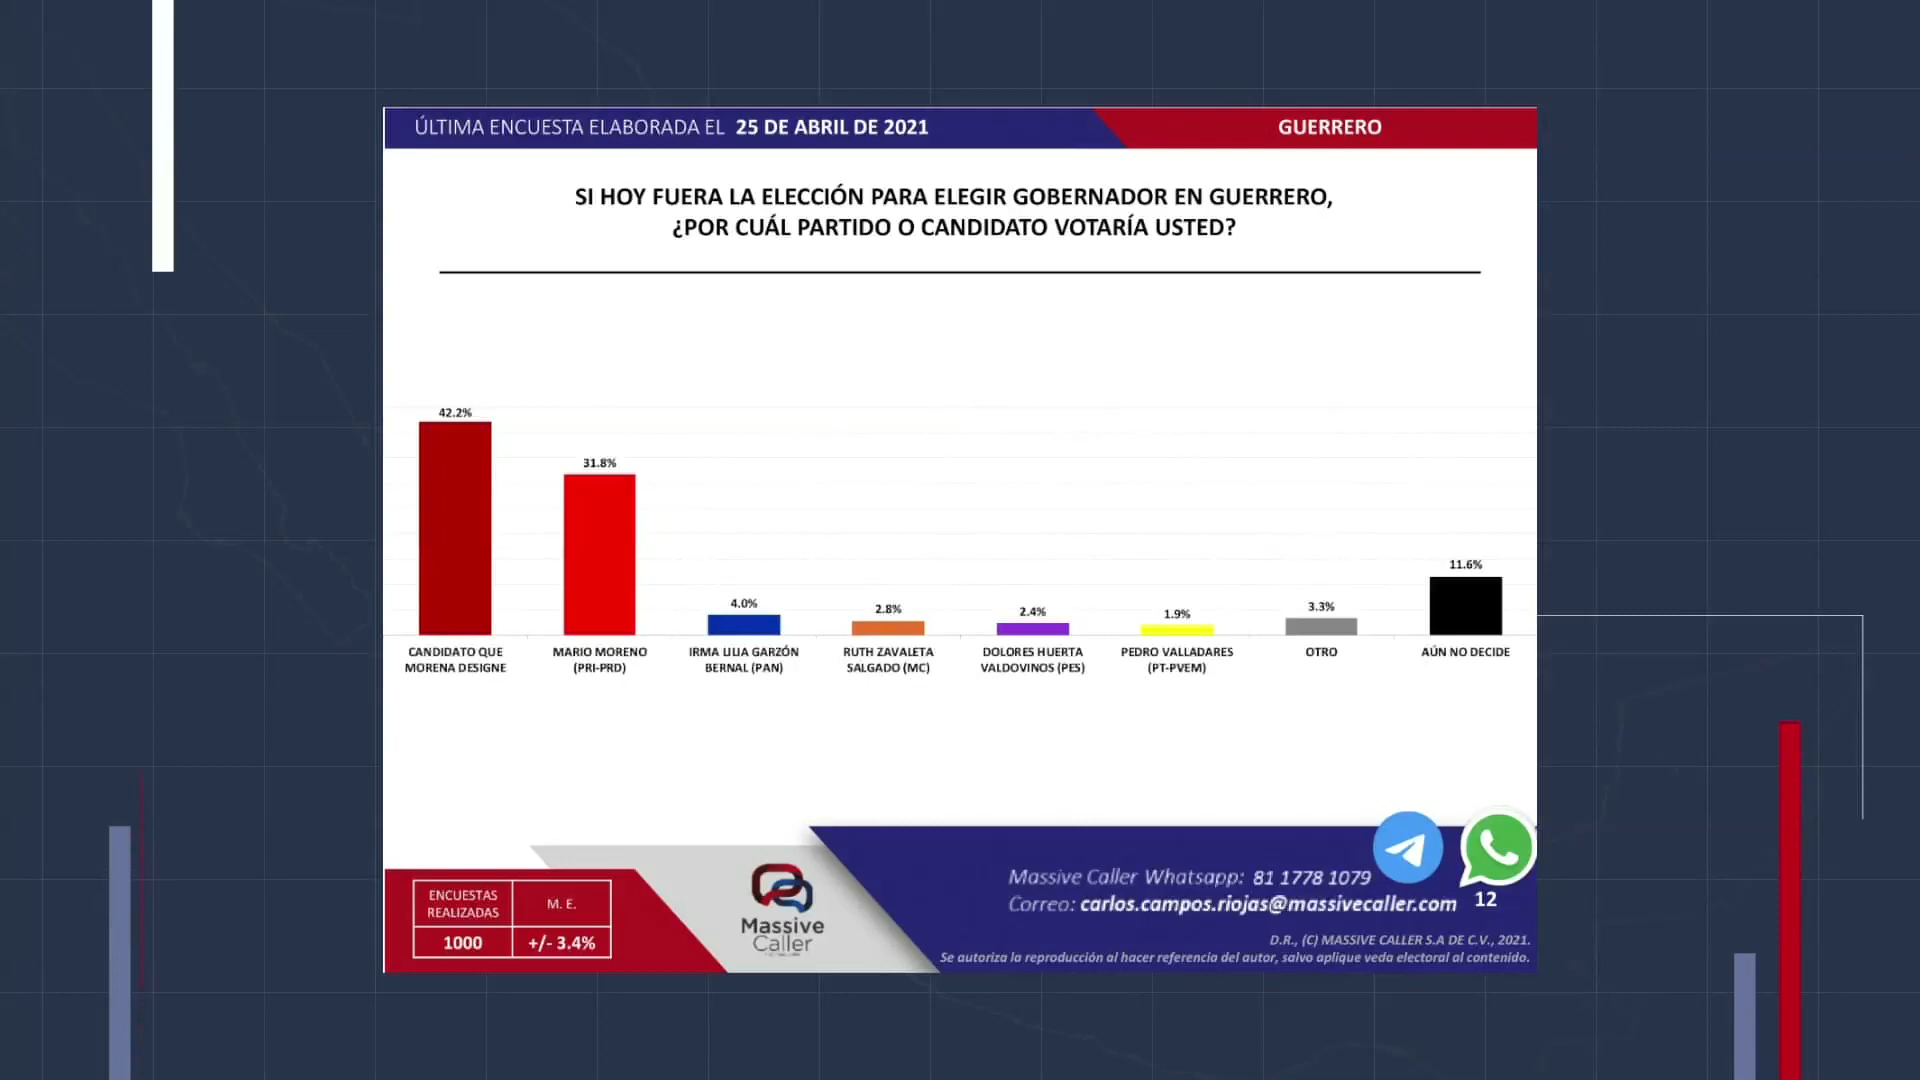 ÚLTIMA ENCUESTA ELABORADA EL 25 DE ABRIL DE 2021
GUERRERO
SI HOY FUERA LA ELECCIÓN PARA ELEGIR GOBERNADOR EN GUERRERO,
¿POR CUÁL PARTIDO O CANDIDATO VOTARÍA USTED?
42.2%
31.8%
4.0%
2.8%
2.4%
1.9%
3.3%
11.6%
CANDIDATO QUE
MORENA DESIGNE
MARIO MORENO
(PRI-PRD)
IRMA LILIA GARZÓN
BERNAL (PAN)
RUTH ZAVALETA
SALGADO (MC)
DOLORES HUERTA
VALDOVINOS (PES)
PEDRO VALLADARES
(PT-PVEM)
OTRO
AÚN NO DECIDE
ENCUESTAS
REALIZADAS
M. E.
1000
+/- 3.4%
Massive
Caller
Massive Caller Whatsapp: 81 1778 1079
Correo: carlos.campos.riojas@massivecaller.com
12
D.R., (C) MASSIVE CALLER S.A DE C.V., 2021.
Se autoriza la reproducción al hacer referencia del autor, salvo aplique veda electoral al contenido.